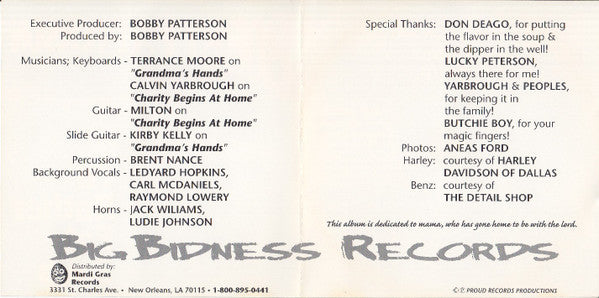 Executive Producer: BOBBY PATTERSON
Produced by: BOBBY PATTERSON
Musicians; Keyboards - TERRANCE MOORE on
"Grandma's Hands"
CALVIN YARBROUGH on
"Charity Begins At Home"
Guitar - MILTON on
"Charity Begins At Home"
Slide Guitar - KIRBY KELLY on
"Grandma's Hands"
Percussion - BRENT NANCE
Background Vocals - LEDYARD HOPKINS,
CARL MCDANIELS,
RAYMOND LOWERY
Horns - JACK WILIAMS,
LUDIE JOHNSON
Special Thanks: DON DEAGO, for putting
the flavor in the soup &
the dipper in the well!
LUCKY PETERSON,
always there for me!
YARBROUGH & PEOPLES,
for keeping it in
the family!
BUTCHIE BOY, for your
magic fingers!
Photos: ANEAS FORD
Harley: courtesy of HARLEY
DAVIDSON OF DALLAS
Benz: courtesy of
THE DETAIL SHOP
This album is dedicated to mama, who has gone home to be with the lord.
BIG BIDNESS RECORDS
Distributed by:
Mardi Gras
Records
3331 St. Charles Ave. • New Orleans, LA 70115 • 1-800-895-0441
©℗ PROUD RECORDS PRODUCTIONS